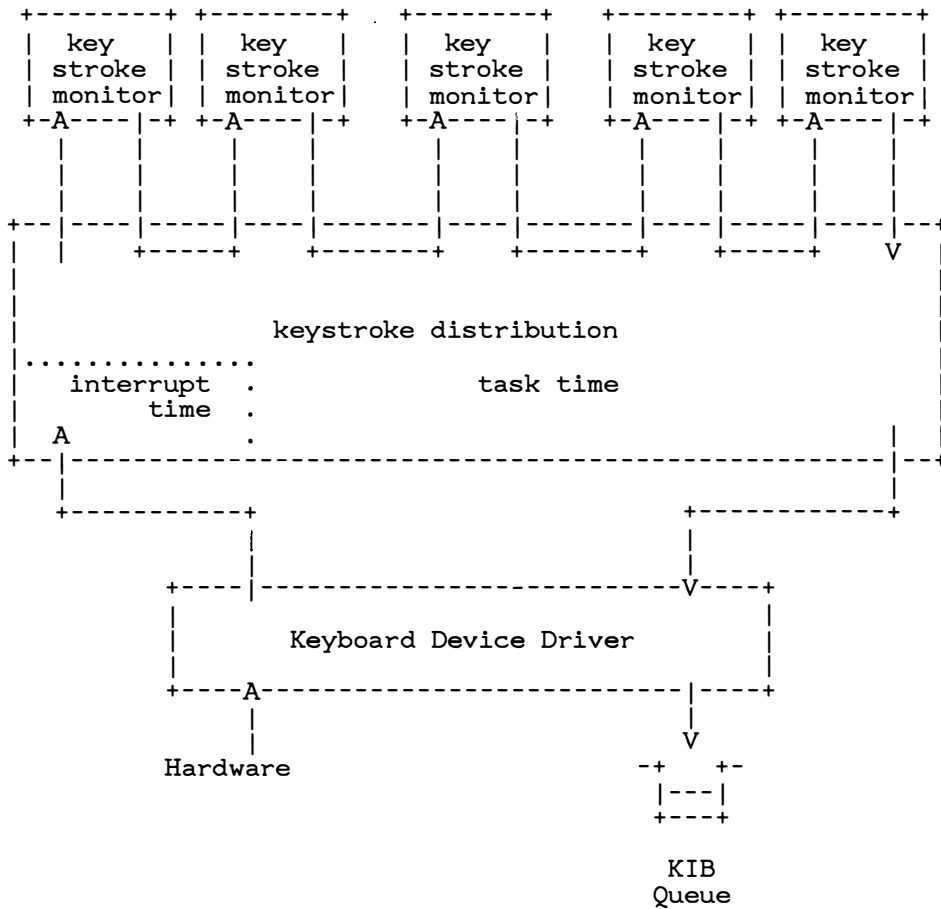 key key key key key
stroke stroke stroke stroke stroke
monitor monitor monitor monitor monitor
keystroke distribution
interrupt task time
time
Keyboard Device Driver
Hardware
KIB
Queue